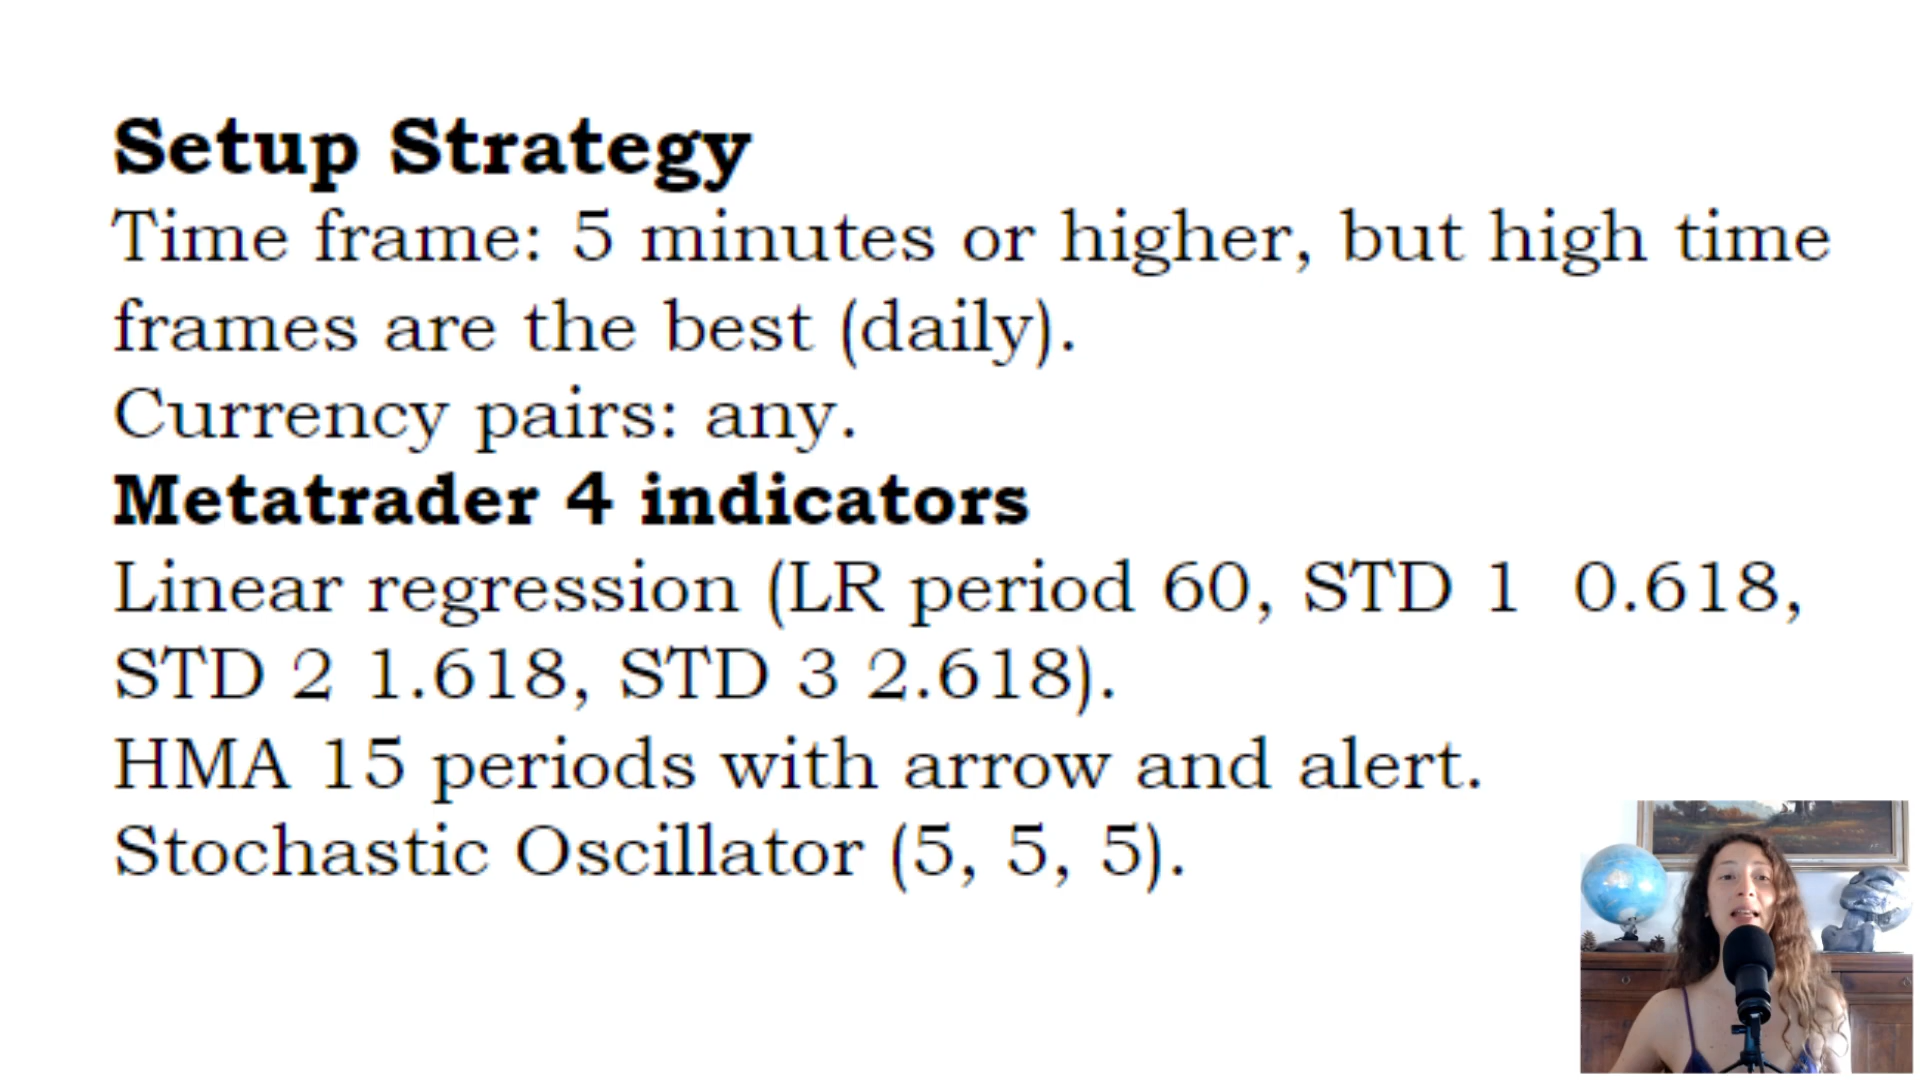 Setup Strategy
Time frame: 5 minutes or higher, but high time
frames are the best (daily).
Currency pairs: any.
Metatrader 4 indicators
Linear regression (LR period 60, STD 1  0.618,
STD 2 1.618, STD 3 2.618).
HMA 15 periods with arrow and alert.
Stochastic Oscillator (5, 5, 5).